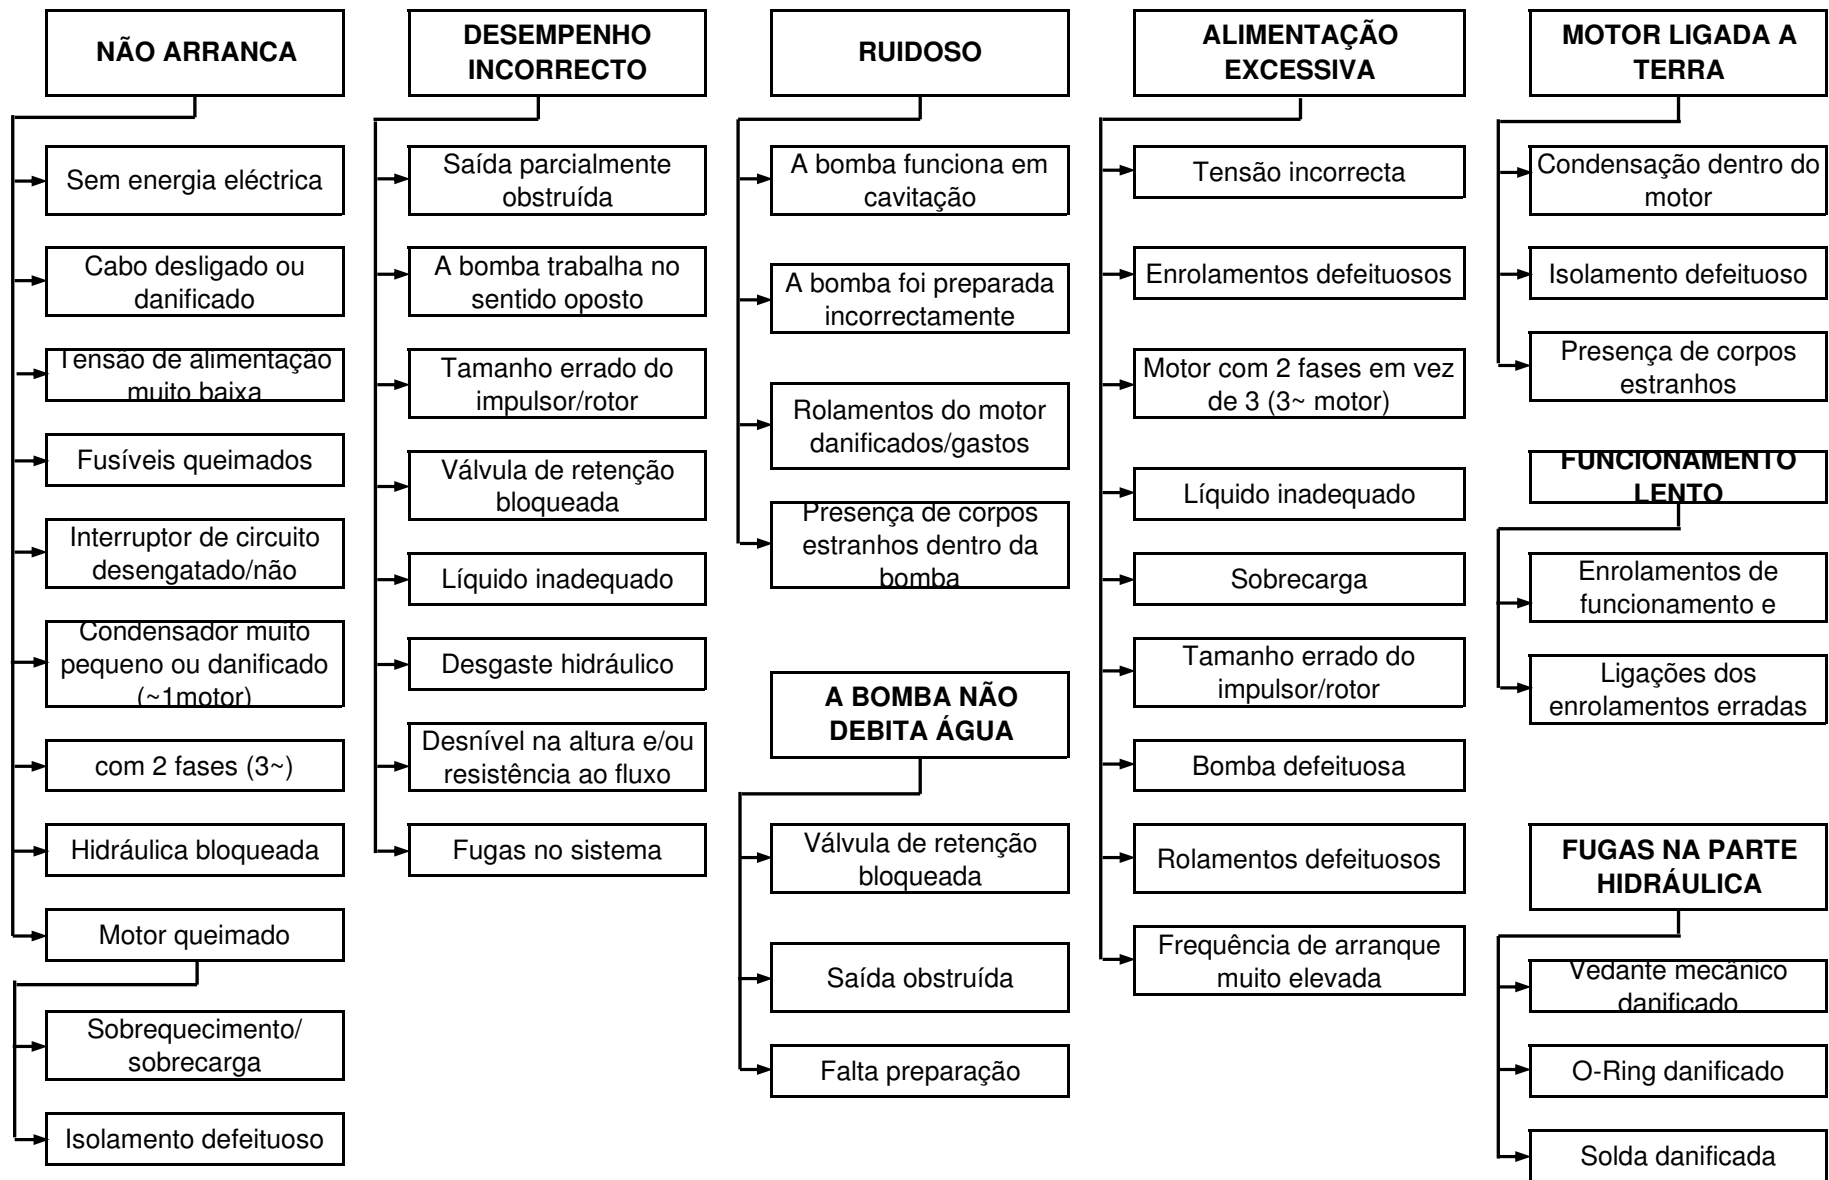 NÃO ARRANCA
Sem energia eléctrica
Cabo desligado ou
danificado
Tensão de alimentação
muito baixa
Fusíveis queimados
Interruptor de circuito
desengatado/não
Condensador muito
pequeno ou danificado
(~1motor)
com 2 fases (3~)
Hidráulica bloqueada
Motor queimado
Sobrequecimento/
sobrecarga
Isolamento defeituoso
DESEMPENHO
INCORRECTO
Saída parcialmente
obstruída
A bomba trabalha no
sentido oposto
Tamanho errado do
impulsor/rotor
Válvula de retenção
bloqueada
Líquido inadequado
Desgaste hidráulico
Desnível na altura e/ou
resistência ao fluxo
Fugas no sistema
RUIDOSO
A bomba funciona em
cavitação
A bomba foi preparada
incorrectamente
Rolamentos do motor
danificados/gastos
Presença de corpos
estranhos dentro da
bomba
A BOMBA NÃO
DEBITA ÁGUA
Válvula de retenção
bloqueada
Saída obstruída
Falta preparação
ALIMENTAÇÃO
EXCESSIVA
Tensão incorrecta
Enrolamentos defeituosos
Motor com 2 fases em vez
de 3 (3~ motor)
Líquido inadequado
Sobrecarga
Tamanho errado do
impulsor/rotor
Bomba defeituosa
Rolamentos defeituosos
Frequência de arranque
muito elevada
MOTOR LIGADA A
TERRA
Condensação dentro do
motor
Isolamento defeituoso
Presença de corpos
estranhos
FUNCIONAMENTO
LENTO
Enrolamentos de
funcionamento e
Ligações dos
enrolamentos erradas
FUGAS NA PARTE
HIDRÁULICA
Vedante mecânico
danificado
O-Ring danificado
Solda danificada